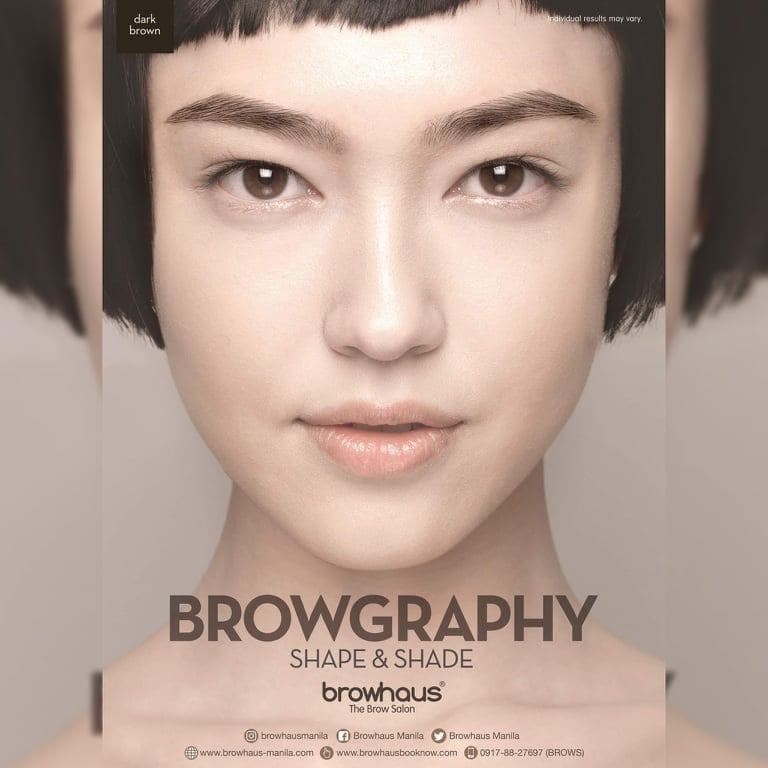 dark
brown
Individual results may vary.
BROWGRAPHY
SHAPE & SHADE
browhaus®
The Brow Salon
browhausmanila Browhaus Manila Browhaus Manila
www.browhaus-manila.com www.browhausbooknow.com 0917-88-27697 (BROWS)